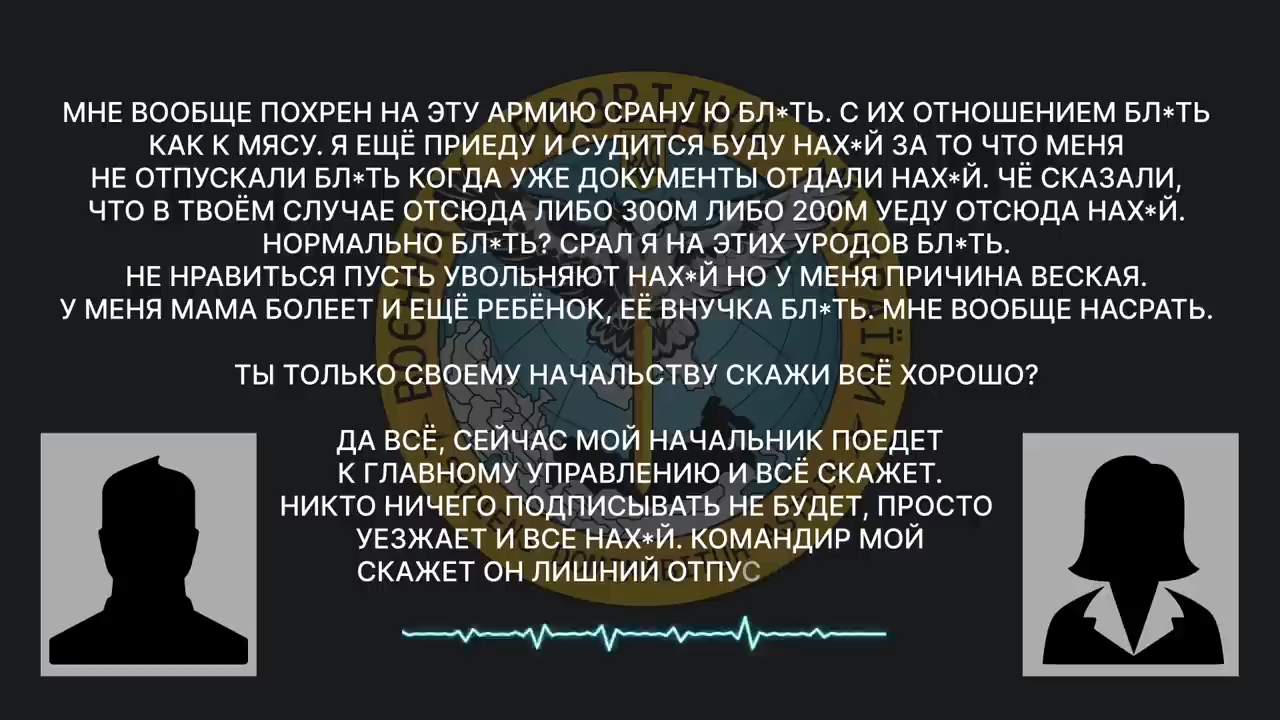 МНЕ ВООБЩЕ ПОХРЕН НА ЭТУ АРМИЮ СРАНУ Ю БЛ*ТЬ. С ИХ ОТНОШЕНИЕМ БЛ*ТЬ
КАК К МЯСУ. Я ЕЩЁ ПРИЕДУ И СУДИТСЯ БУДУ НАХ*Й ЗА ТО ЧТО МЕНЯ
НЕ ОТПУСКАЛИ БЛ*ТЬ КОГДА УЖЕ ДОКУМЕНТЫ ОТДАЛИ НАХ*Й. ЧЁ СКАЗАЛИ,
ЧТО В ТВОЁМ СЛУЧАЕ ОТСЮДА ЛИБО 300М ЛИБО 200М УЕДУ ОТСЮДА НАХ*Й.
НОРМАЛЬНО БЛ*ТЬ? СРАЛ Я НА ЭТИХ УРОДОВ БЛ*ТЬ.
НЕ НРАВИТЬСЯ ПУСТЬ УВОЛЬНЯЮТ НАХ*Й НО У МЕНЯ ПРИЧИНА ВЕСКАЯ.
У МЕНЯ МАМА БОЛЕЕТ И ЕЩЁ РЕБЁНОК, ЕЁ ВНУЧКА БЛ*ТЬ. МНЕ ВООБЩЕ НАСРАТЬ.
ТЫ ТОЛЬКО СВОЕМУ НАЧАЛЬСТВУ СКАЖИ ВСЁ ХОРОШО?
ДА ВСЁ, СЕЙЧАС МОЙ НАЧАЛЬНИК ПОЕДЕТ
К ГЛАВНОМУ УПРАВЛЕНИЮ И ВСЁ СКАЖЕТ.
НИКТО НИЧЕГО ПОДПИСЫВАТЬ НЕ БУДЕТ, ПРОСТО
УЕЗЖАЕТ И ВСЕ НАХ*Й. КОМАНДИР МОЙ
СКАЖЕТ ОН ЛИШНИЙ ОТПУС